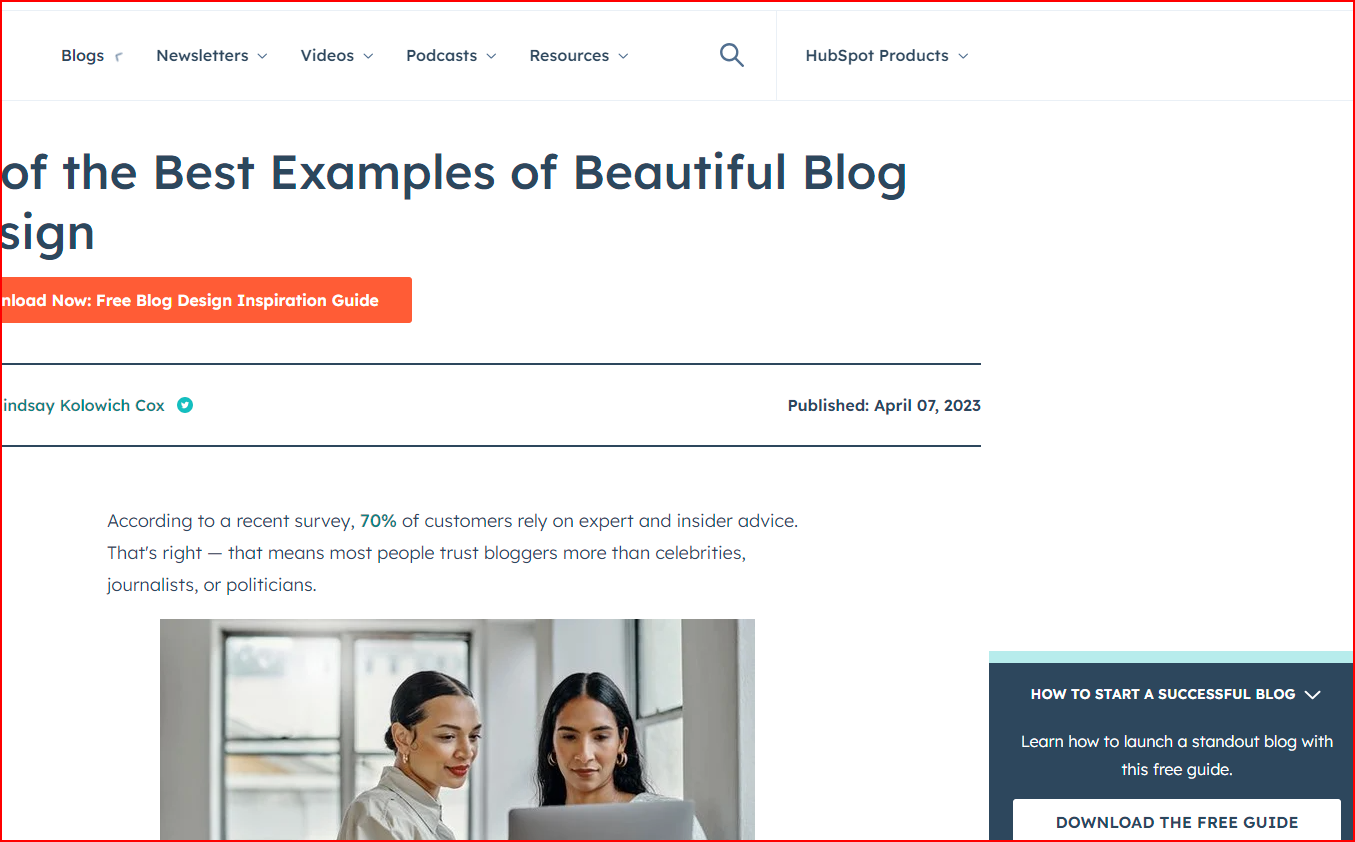 Blogs Newsletters Videos Podcasts Resources HubSpot Products
of the Best Examples of Beautiful Blog
sign
nload Now: Free Blog Design Inspiration Guide
indsay Kolowich Cox Published: April 07, 2023
According to a recent survey, 70% of customers rely on expert and insider advice.
That's right — that means most people trust bloggers more than celebrities,
journalists, or politicians.
HOW TO START A SUCCESSFUL BLOG
Learn how to launch a standout blog with
this free guide.
DOWNLOAD THE FREE GUIDE